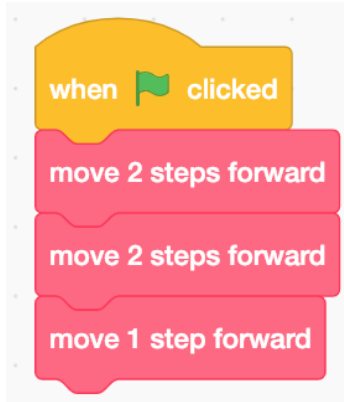 when clicked
move 2 steps forward
move 2 steps forward
move 1 step forward